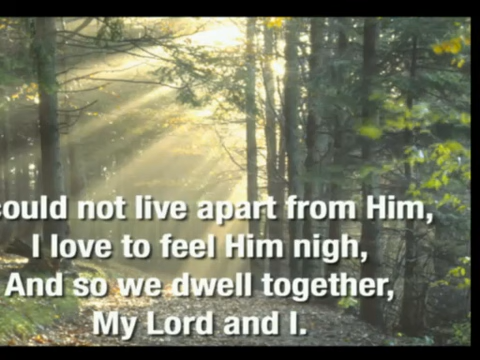 could not live apart from Him,
I love to feel Him nigh,
And so we dwell together,
My Lord and I.